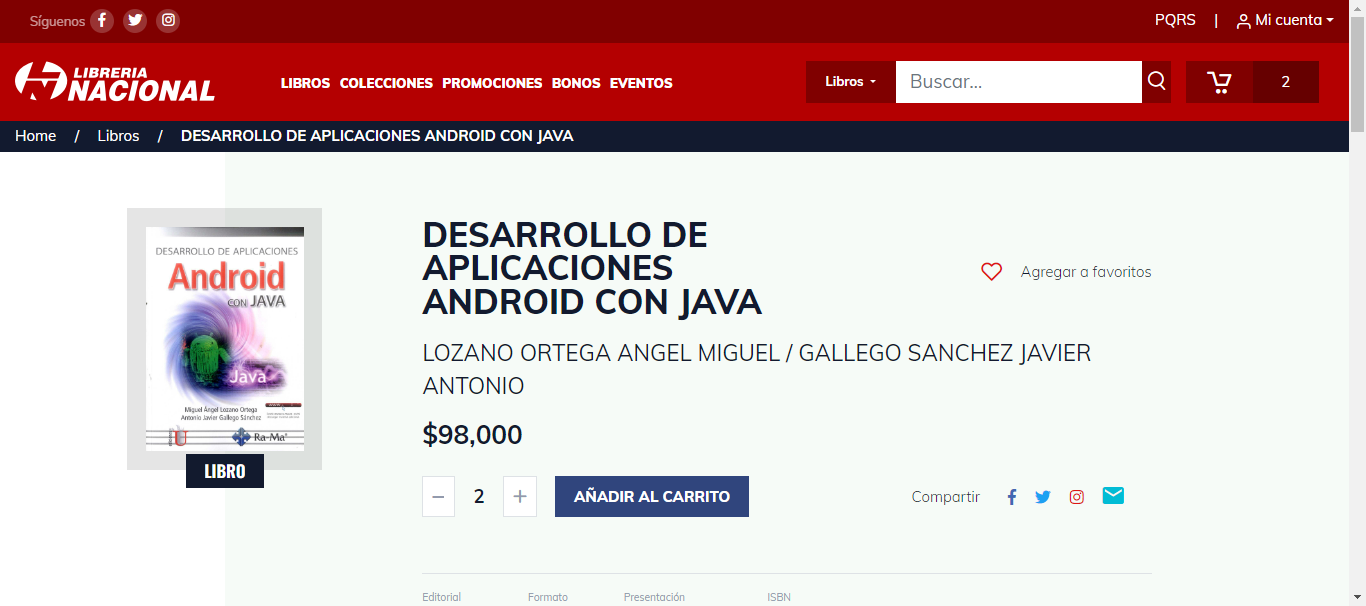 Síguenos
PQRS | Mi cuenta
LIBRERIA
NACIONAL
LIBROS COLECCIONES PROMOCIONES BONOS EVENTOS
Libros
Buscar...
2
Home / Libros / DESARROLLO DE APLICACIONES ANDROID CON JAVA
DESARROLLO DE APLICACIONES
Android
CON JAVA
Java
Miguel Ángel Lozano Ortega
Antonio Javier Gallego Sánchez
Ra-Ma®
LIBRO
DESARROLLO DE
APLICACIONES
ANDROID CON JAVA
Agregar a favoritos
LOZANO ORTEGA ANGEL MIGUEL / GALLEGO SANCHEZ JAVIER
ANTONIO
$98,000
− 2 +
AÑADIR AL CARRITO
Compartir
Editorial Formato Presentación ISBN